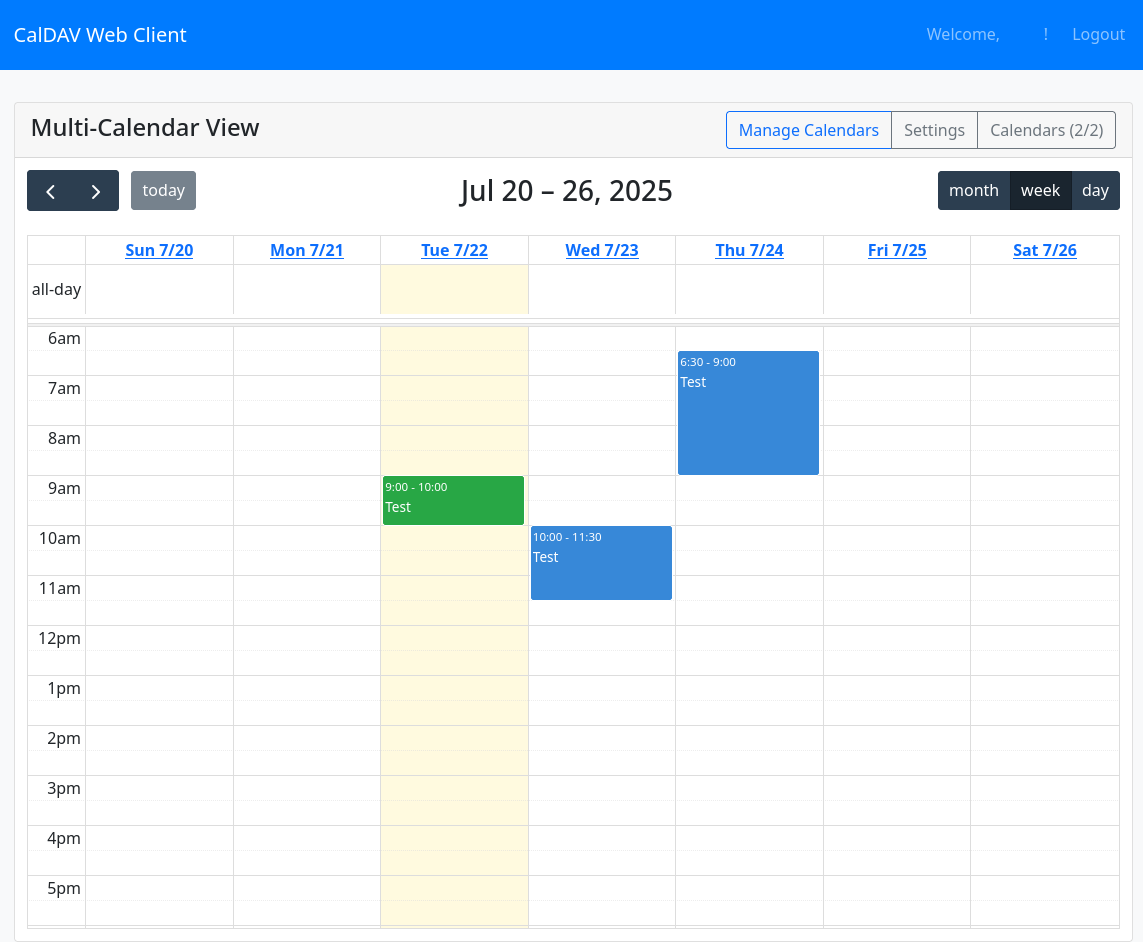 CalDAV Web Client
Welcome, !
Logout
Multi-Calendar View
Manage Calendars
Settings
Calendars (2/2)
today
Jul 20 – 26, 2025
month
week
day
Sun 7/20
Mon 7/21
Tue 7/22
Wed 7/23
Thu 7/24
Fri 7/25
Sat 7/26
all-day
6am
6:30 - 9:00
Test
7am
8am
9am
9:00 - 10:00
Test
10am
10:00 - 11:30
Test
11am
12pm
1pm
2pm
3pm
4pm
5pm